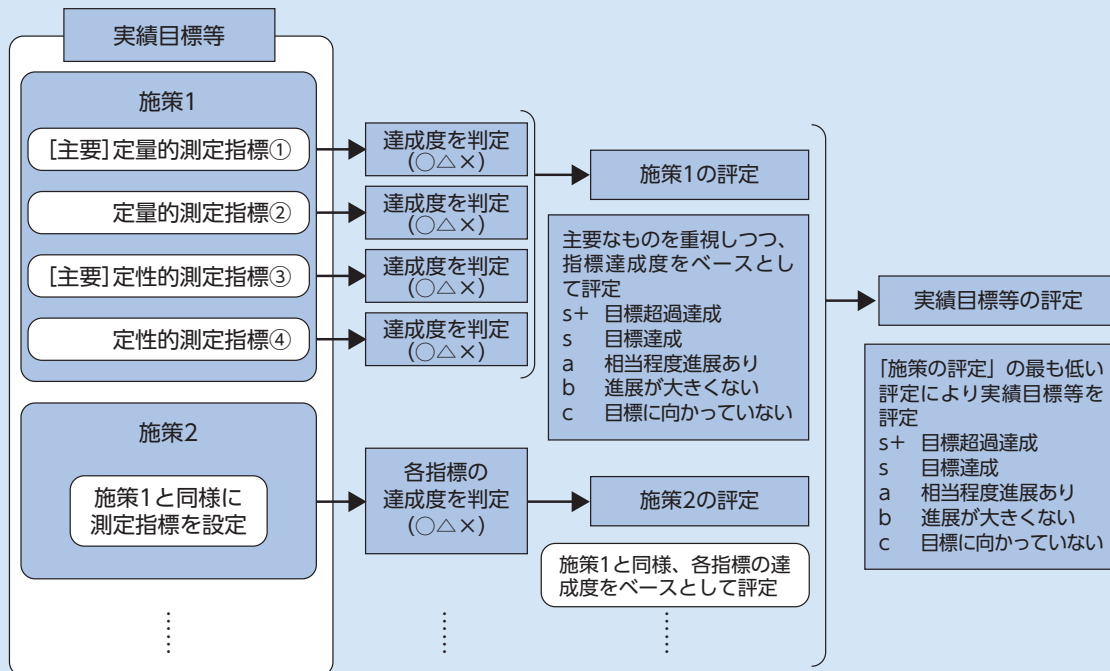 実績目標等
施策1
[主要]定量的測定指標①
定量的測定指標②
[主要]定性的測定指標③
定性的測定指標④
達成度を判定
(○△×)
達成度を判定
(○△×)
達成度を判定
(○△×)
達成度を判定
(○△×)
施策1の評定
主要なものを重視しつつ、
指標達成度をベースとし
て評定
s+ 目標超過達成
s 目標達成
a 相当程度進展あり
b 進展が大きくない
c 目標に向かっていない
施策2
施策1と同様に
測定指標を設定
各指標の
達成度を判定
(○△×)
施策2の評定
施策1と同様、各指標の達
成度をベースとして評定
実績目標等の評定
「施策の評定」の最も低い
評定により実績目標等を
評定
s+ 目標超過達成
s 目標達成
a 相当程度進展あり
b 進展が大きくない
c 目標に向かっていない